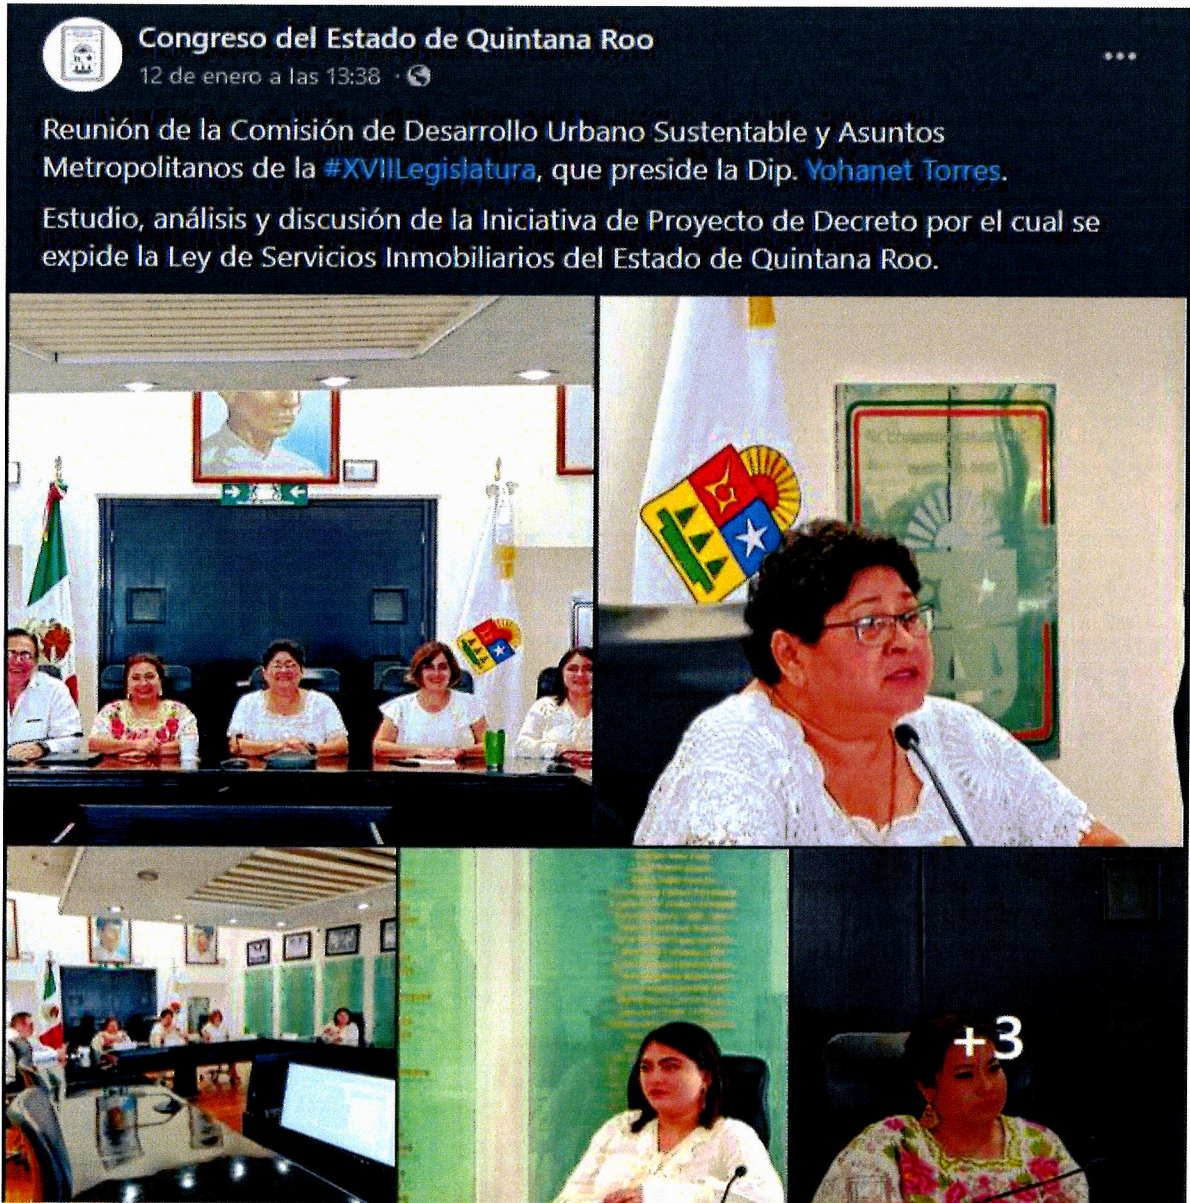 Congreso del Estado de Quintana Roo
12 de enero a las 13:38 ·
Reunión de la Comisión de Desarrollo Urbano Sustentable y Asuntos
Metropolitanos de la #XVIILegislatura, que preside la Dip. Yohanet Torres.
Estudio, análisis y discusión de la Iniciativa de Proyecto de Decreto por el cual se
expide la Ley de Servicios Inmobiliarios del Estado de Quintana Roo.
+3